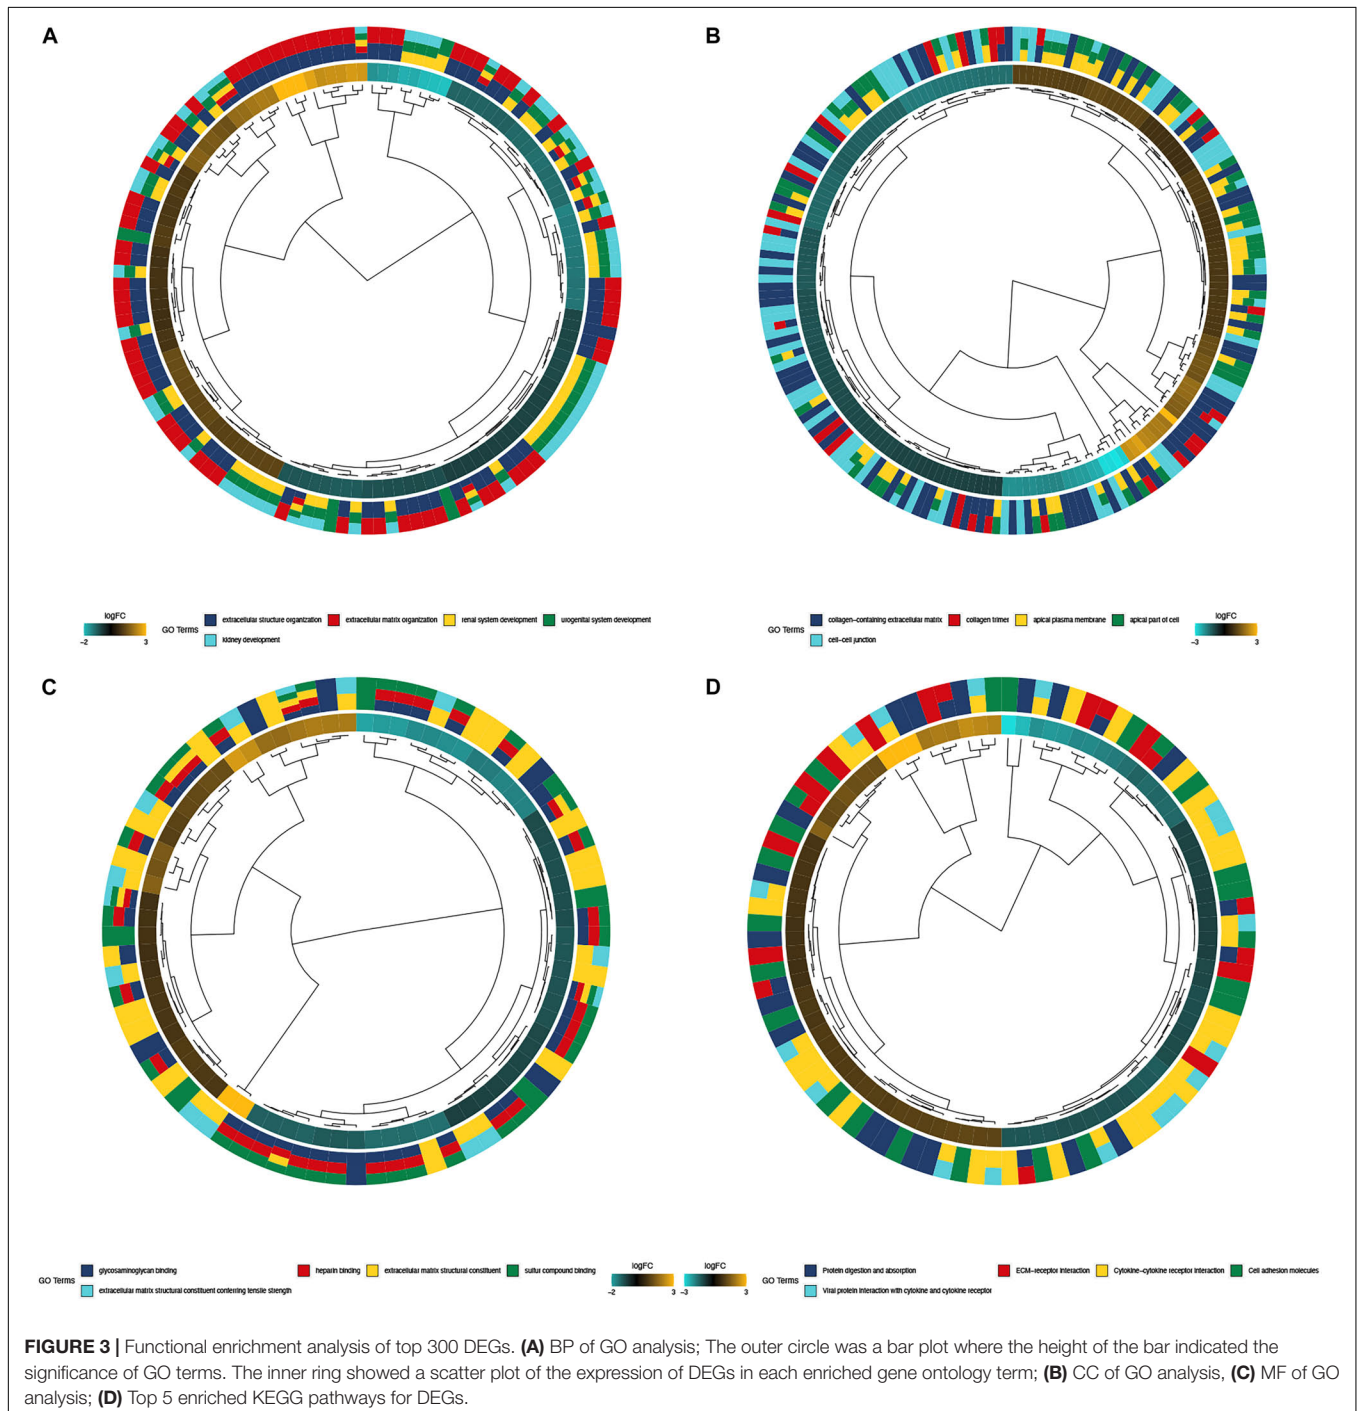 A
B
logFC
-2 3
GO Terms
extracellular structure organization
extracellular matrix organization
renal system development
urogenital system development
kidney development
GO Terms
collagen-containing extracellular matrix
collagen trimer
apical plasma membrane
apical part of cell
cell-cell junction
logFC
-3 3
C
D
GO Terms
glycosaminoglycan binding
heparin binding
extracellular matrix structural constituent
sulfur compound binding
extracellular matrix structural constituent conferring tensile strength
logFC
-2 3
logFC
-3 3
GO Terms
Protein digestion and absorption
ECM-receptor interaction
Cytokine-cytokine receptor interaction
Cell adhesion molecules
Viral protein interaction with cytokine and cytokine receptor
FIGURE 3 | Functional enrichment analysis of top 300 DEGs. (A) BP of GO analysis; The outer circle was a bar plot where the height of the bar indicated the
significance of GO terms. The inner ring showed a scatter plot of the expression of DEGs in each enriched gene ontology term; (B) CC of GO analysis, (C) MF of GO
analysis; (D) Top 5 enriched KEGG pathways for DEGs.